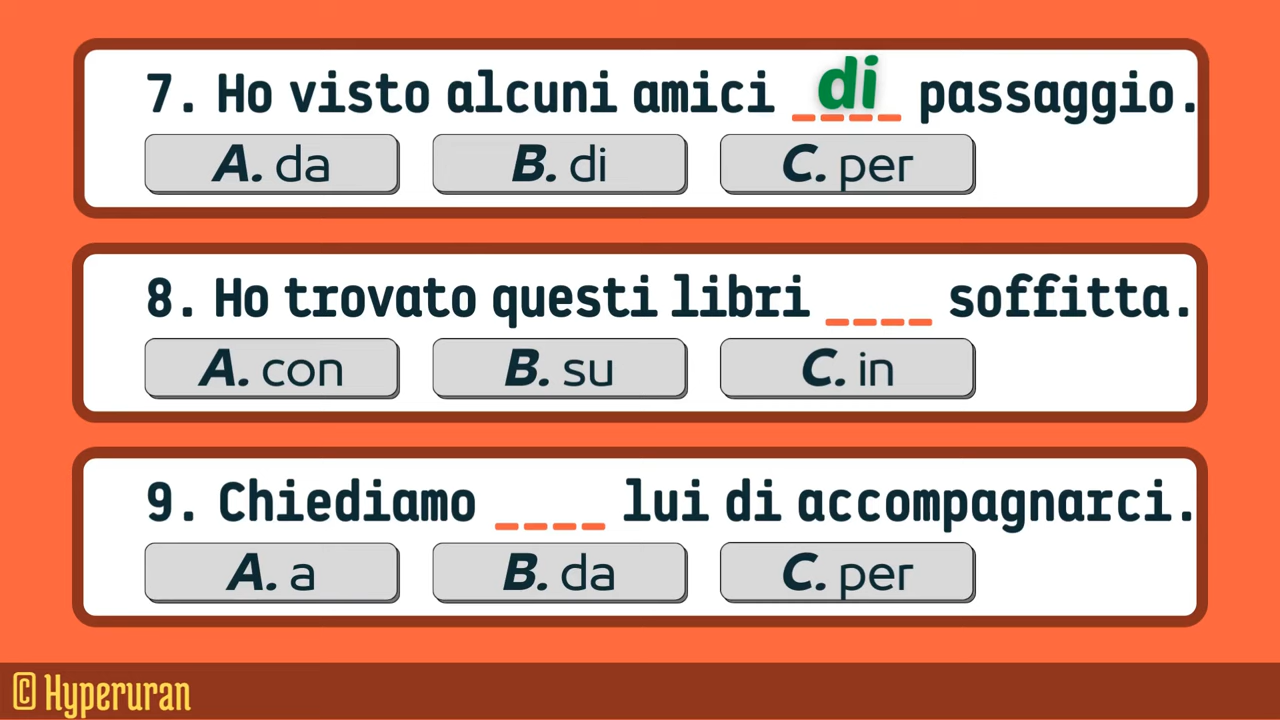 7. Ho visto alcuni amici di passaggio.
A. da B. di C. per
8. Ho trovato questi libri ____ soffitta.
A. con B. su C. in
9. Chiediamo ____ lui di accompagnarci.
A. a B. da C. per
© Hyperuran